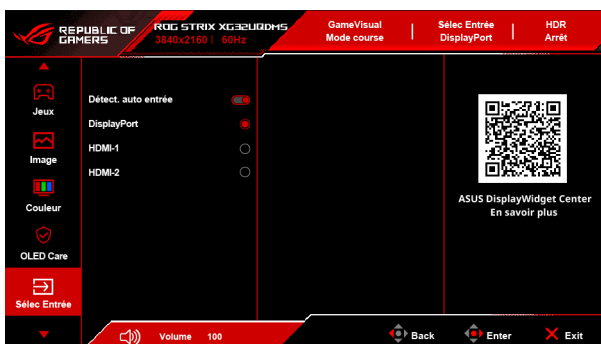 REPUBLIC OF
GAMERS
ROG STRIX XG32UQDMS
3840x2160 | 60Hz
GameVisual
Mode course
Sélec Entrée
DisplayPort
HDR
Arrêt
Jeux
Image
Couleur
OLED Care
Sélec Entrée
Détect. auto entrée
DisplayPort
HDMI-1
HDMI-2
ASUS DisplayWidget Center
En savoir plus
Volume 100
Back
Enter
Exit